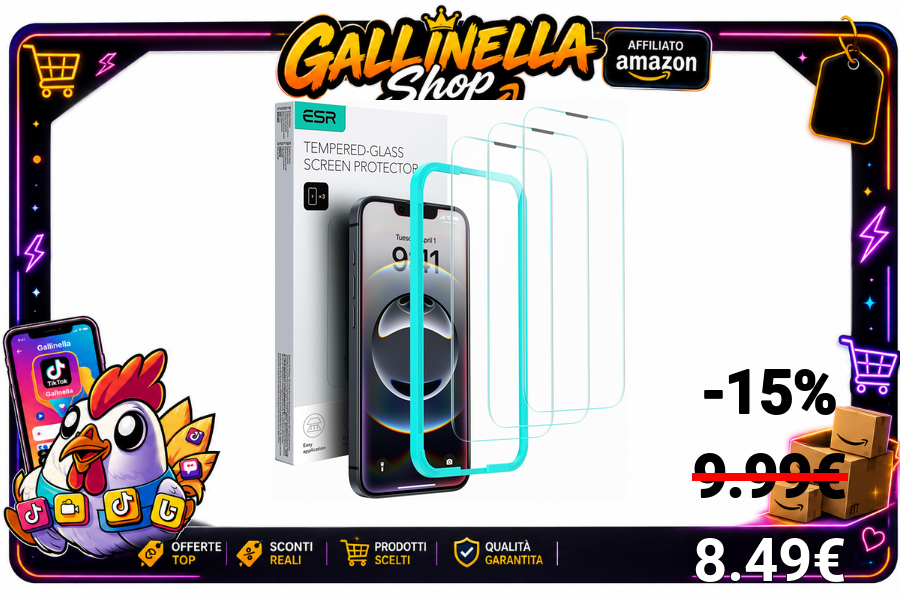 GALLINELLA
Shop
AFFILIATO
amazon
ESR
TEMPERED-GLASS
SCREEN PROTECTOR
×3
Tuesday April 1
9:41
Easy
application
Gallinella
TikTok
Gallinella
-15%
9.99€
8.49€
OFFERTE
TOP
SCONTI
REALI
PRODOTTI
SCELTI
QUALITÀ
GARANTITA